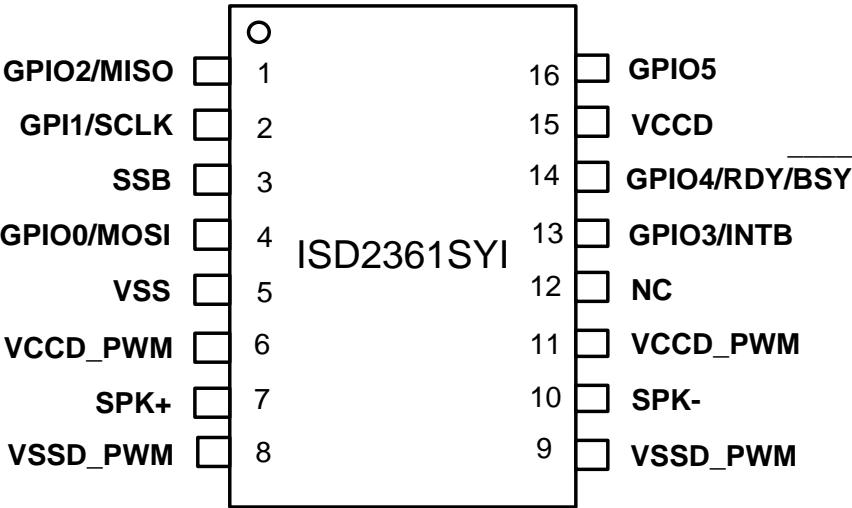 GPIO2/MISO 1 16 GPIO5
GPI1/SCLK 2 15 VCCD
SSB 3 14 GPIO4/RDY/BSY
GPIO0/MOSI 4 13 GPIO3/INTB
ISD2361SYI
VSS 5 12 NC
VCCD_PWM 6 11 VCCD_PWM
SPK+ 7 10 SPK-
VSSD_PWM 8 9 VSSD_PWM